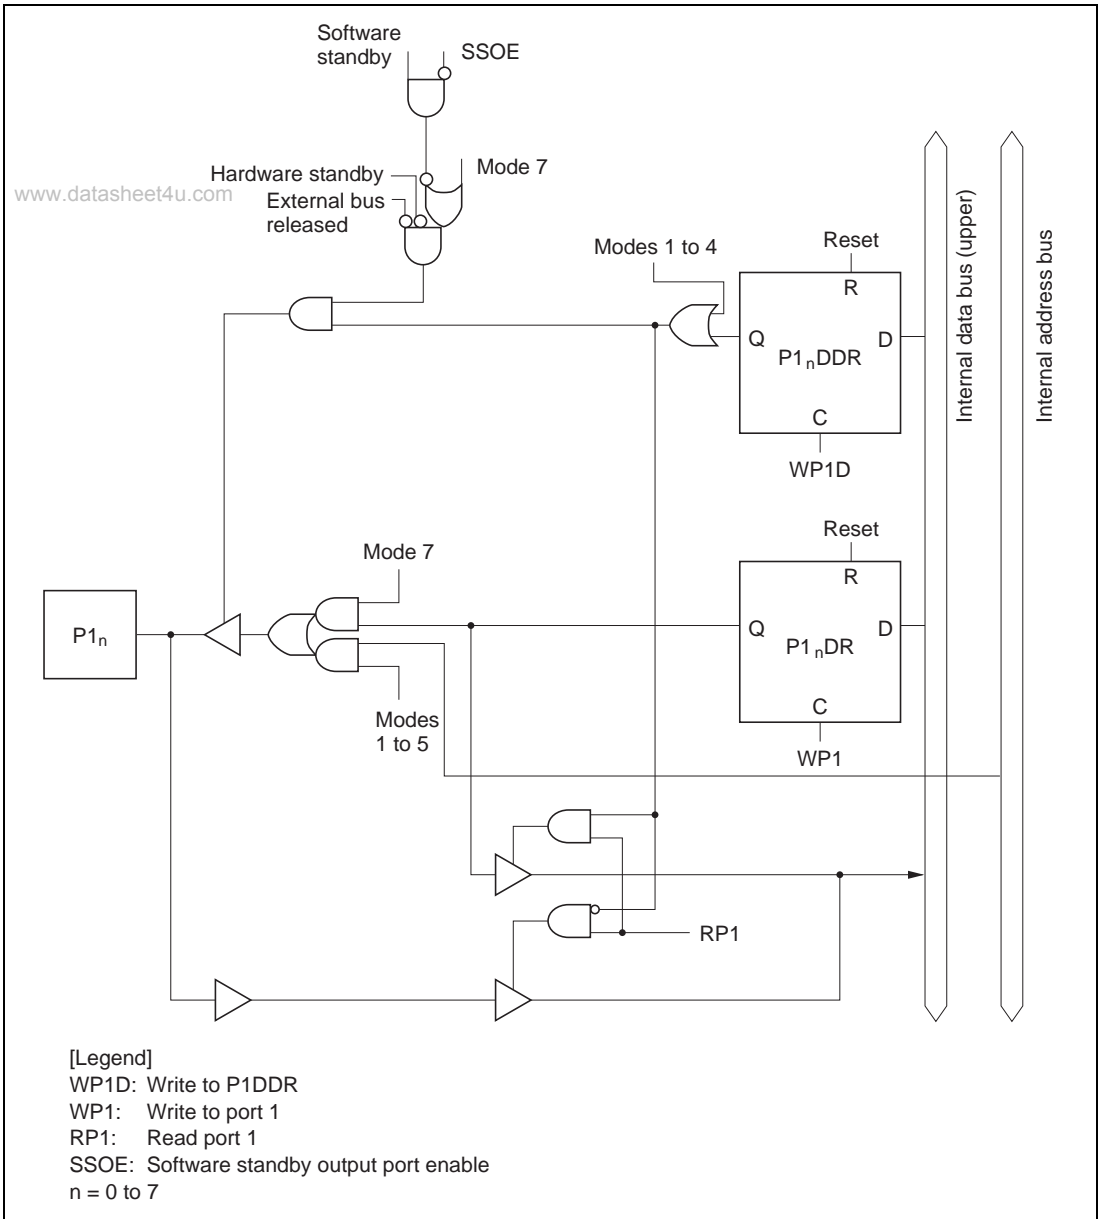 Software
standby
SSOE
Mode 7
Hardware standby
www.datasheet4u.com
External bus
released
Modes 1 to 4
Reset
R
Q
D
P1nDDR
C
WP1D
Internal data bus (upper)
Internal address bus
Reset
R
Mode 7
P1n
Q
D
P1nDR
C
WP1
Modes
1 to 5
RP1
[Legend]
WP1D: Write to P1DDR
WP1: Write to port 1
RP1: Read port 1
SSOE: Software standby output port enable
n = 0 to 7